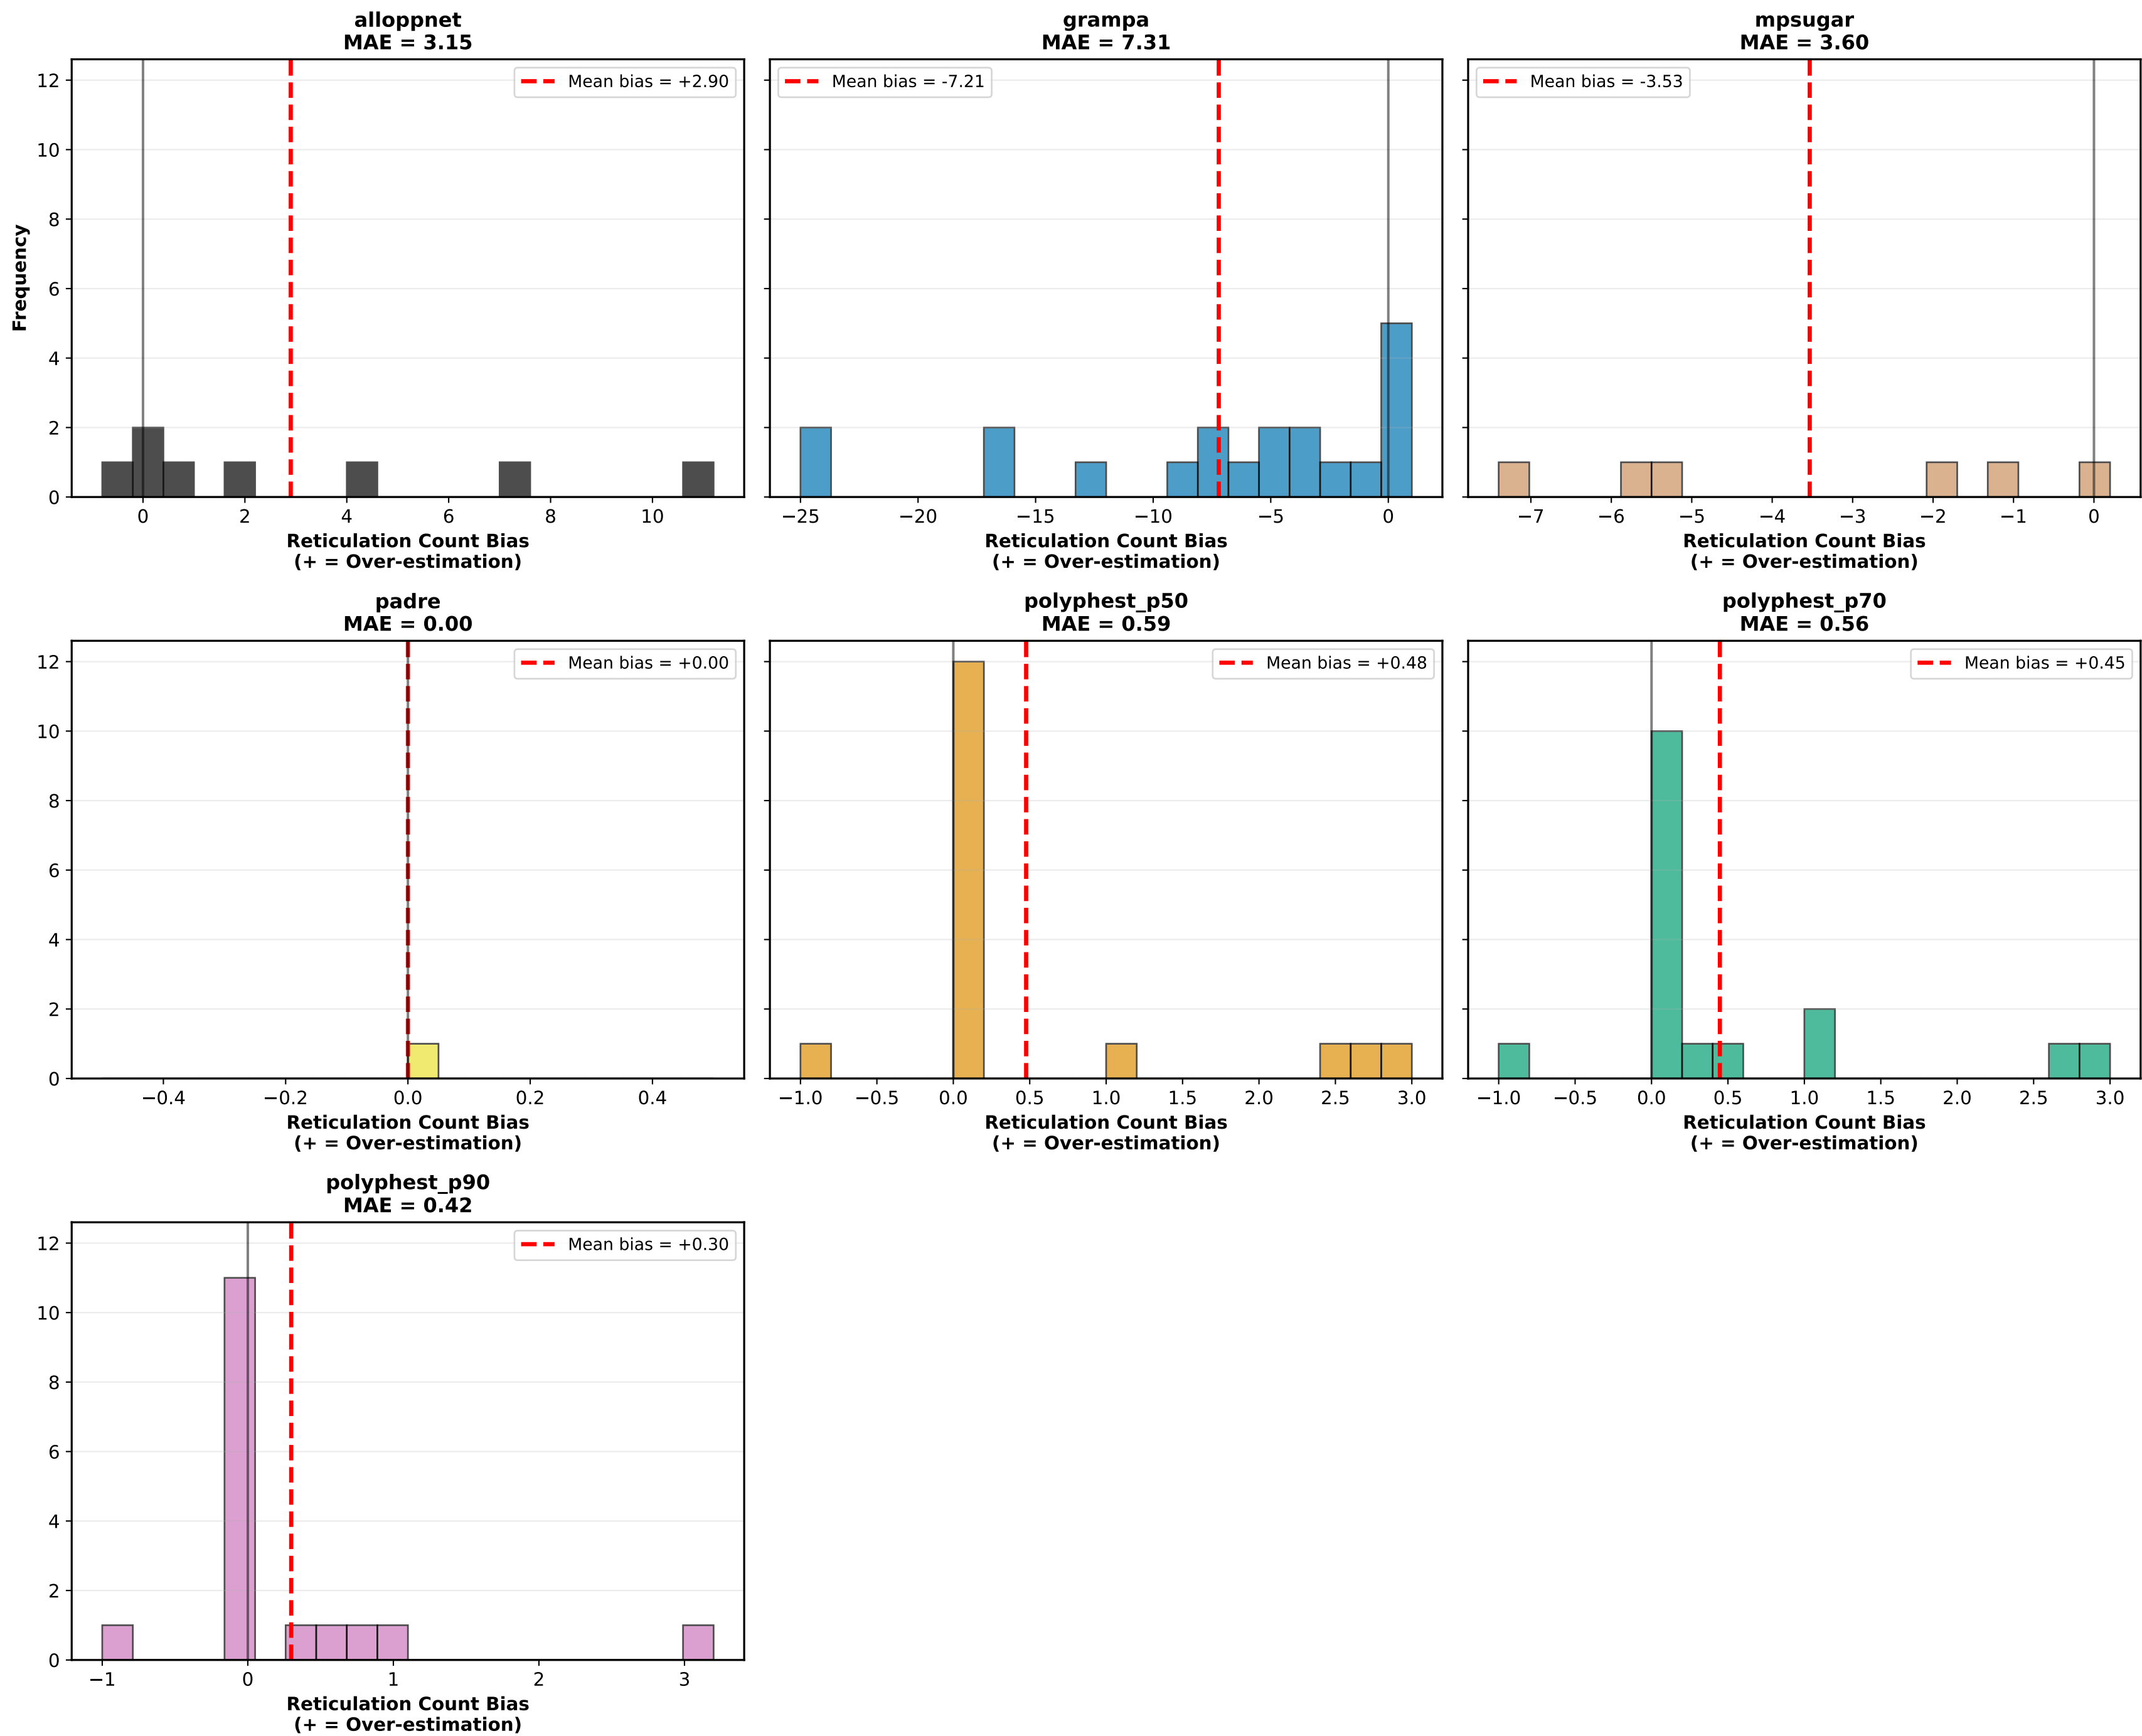 alloppnet
MAE = 3.15
Mean bias = +2.90
12
10
8
6
4
2
0
Frequency
0 2 4 6 8 10
Reticulation Count Bias
(+ = Over-estimation)
grampa
MAE = 7.31
Mean bias = -7.21
−25 −20 −15 −10 −5 0
Reticulation Count Bias
(+ = Over-estimation)
mpsugar
MAE = 3.60
Mean bias = -3.53
−7 −6 −5 −4 −3 −2 −1 0
Reticulation Count Bias
(+ = Over-estimation)
padre
MAE = 0.00
Mean bias = +0.00
12
10
8
6
4
2
0
−0.4 −0.2 0.0 0.2 0.4
Reticulation Count Bias
(+ = Over-estimation)
polyphest_p50
MAE = 0.59
Mean bias = +0.48
−1.0 −0.5 0.0 0.5 1.0 1.5 2.0 2.5 3.0
Reticulation Count Bias
(+ = Over-estimation)
polyphest_p70
MAE = 0.56
Mean bias = +0.45
−1.0 −0.5 0.0 0.5 1.0 1.5 2.0 2.5 3.0
Reticulation Count Bias
(+ = Over-estimation)
polyphest_p90
MAE = 0.42
Mean bias = +0.30
12
10
8
6
4
2
0
−1 0 1 2 3
Reticulation Count Bias
(+ = Over-estimation)